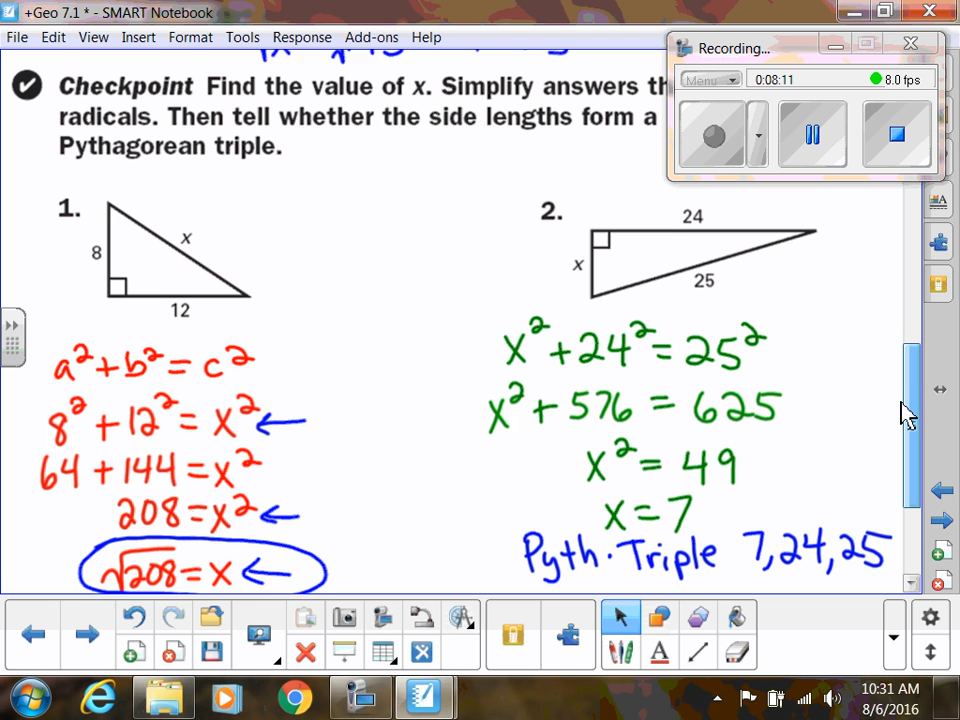 +Geo 7.1 * - SMART Notebook
File Edit View Insert Format Tools Response Add-ons Help
Recording...
Menu 0:08:11 8.0 fps
Checkpoint Find the value of x. Simplify answers
radicals. Then tell whether the side lengths form a
Pythagorean triple.
1.
8
x
12
a² + b² = c²
8² + 12² = x² ←
64 + 144 = x²
208 = x² ←
√208 = x ←
2.
24
x
25
x² + 24² = 25²
x² + 576 = 625
x² = 49
x = 7
Pyth. Triple 7, 24, 25
10:31 AM
8/6/2016